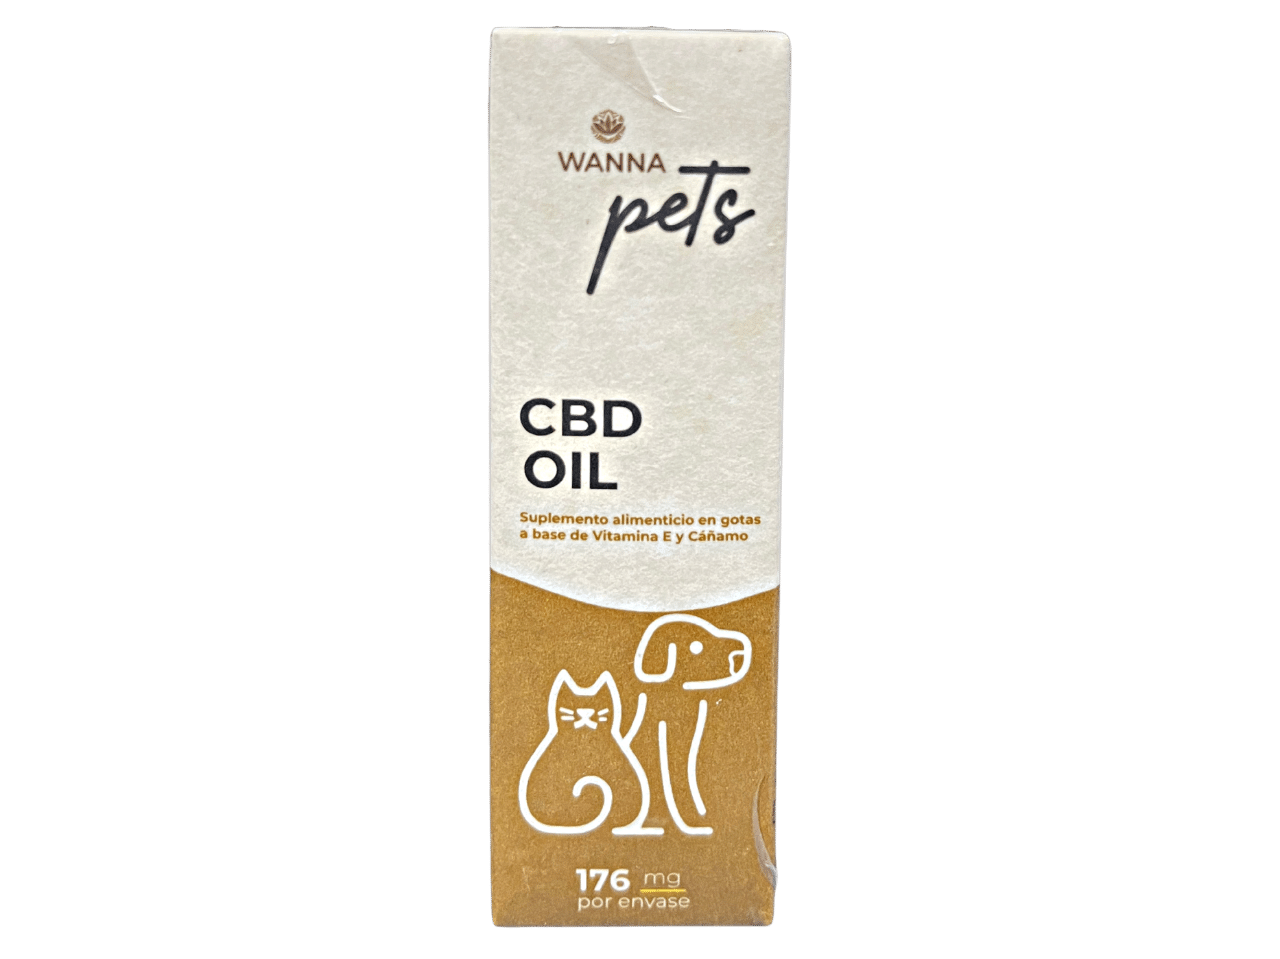 WANNA
pets
CBD
OIL
Suplemento alimenticio en gotas
a base de Vitamina E y Cáñamo
176 mg
por envase